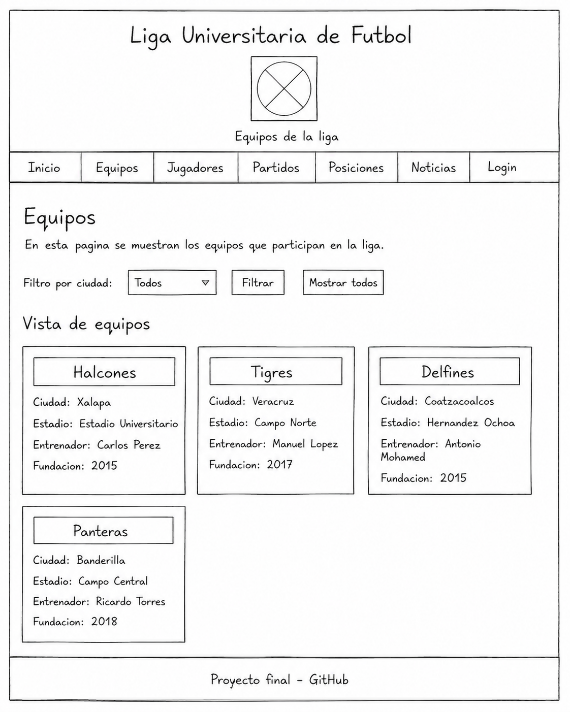 Liga Universitaria de Futbol
Equipos de la liga
Inicio
Equipos
Jugadores
Partidos
Posiciones
Noticias
Login
Equipos
En esta pagina se muestran los equipos que participan en la liga.
Filtro por ciudad: Todos Filtrar Mostrar todos
Vista de equipos
Halcones
Ciudad: Xalapa
Estadio: Estadio Universitario
Entrenador: Carlos Perez
Fundacion: 2015
Tigres
Ciudad: Veracruz
Estadio: Campo Norte
Entrenador: Manuel Lopez
Fundacion: 2017
Delfines
Ciudad: Coatzacoalcos
Estadio: Hernandez Ochoa
Entrenador: Antonio
Mohamed
Fundacion: 2015
Panteras
Ciudad: Banderilla
Estadio: Campo Central
Entrenador: Ricardo Torres
Fundacion: 2018
Proyecto final - GitHub